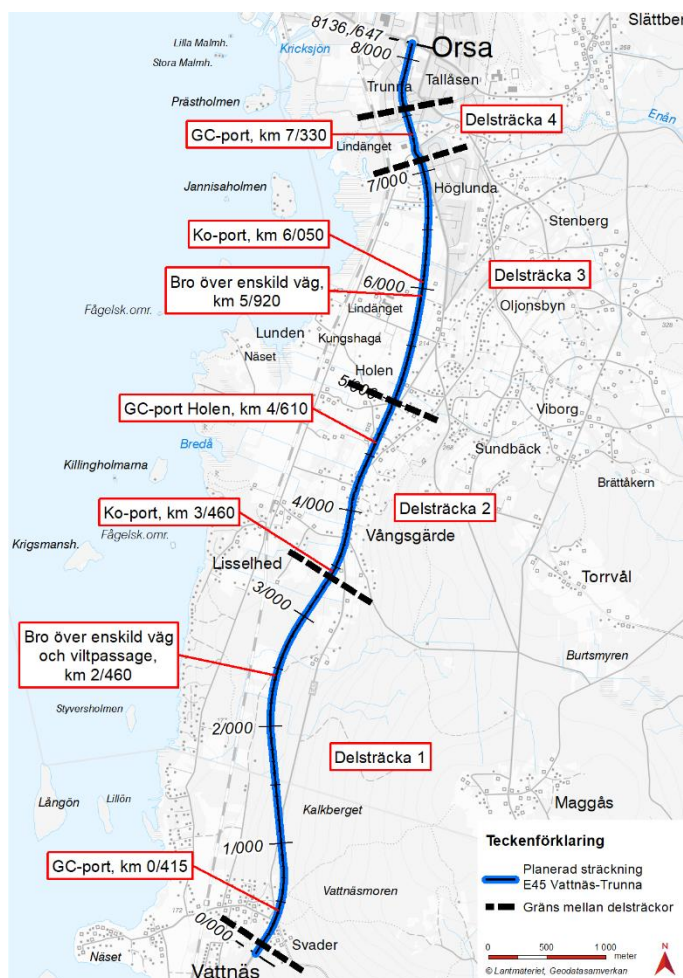 8136,/647
Orsa
Slättber
Lilla Malmh.
Kricksjön
8/000
Stora Malmh.
Trunna
Tallåsen
Prästholmen
Enån
GC-port, km 7/330
Delsträcka 4
Lindänget
7/000
Jannisaholmen
Höglunda
Stenberg
Ko-port, km 6/050
Delsträcka 3
Bro över enskild väg,
km 5/920
6/000
Fågelsk.omr.
Lindänget
Oljonsbyn
Lunden
Kungshaga
Näset
Holen
5/000
GC-port Holen, km 4/610
Viborg
Bredå
Sundbäck
Killingholmarna
Brättåkern
Ko-port, km 3/460
4/000
Delsträcka 2
Krigsmansh.
Fågelsk.omr.
Vångsgärde
Lisselhed
Torrvål
3/000
Bro över enskild väg
och viltpassage,
km 2/460
Burtsmyren
Styversholmen
2/000
Delsträcka 1
Långön
Lillön
Kalkberget
Maggås
1/000
GC-port, km 0/415
Vattnäsmoren
172
0/000
Svader
Näset
Vattnäs
Teckenförklaring
Planerad sträckning
E45 Vattnäs-Trunna
Gräns mellan delsträckor
0 500 1 000
meter
N
© Lantmäteriet, Geodatasamverkan